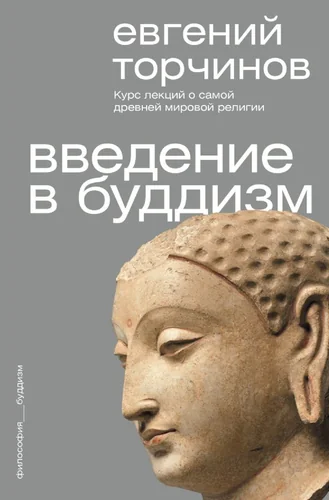 евгений
торчинов
Курс лекций о самой
древней мировой религии
введение
в буддизм
философия___буддизм